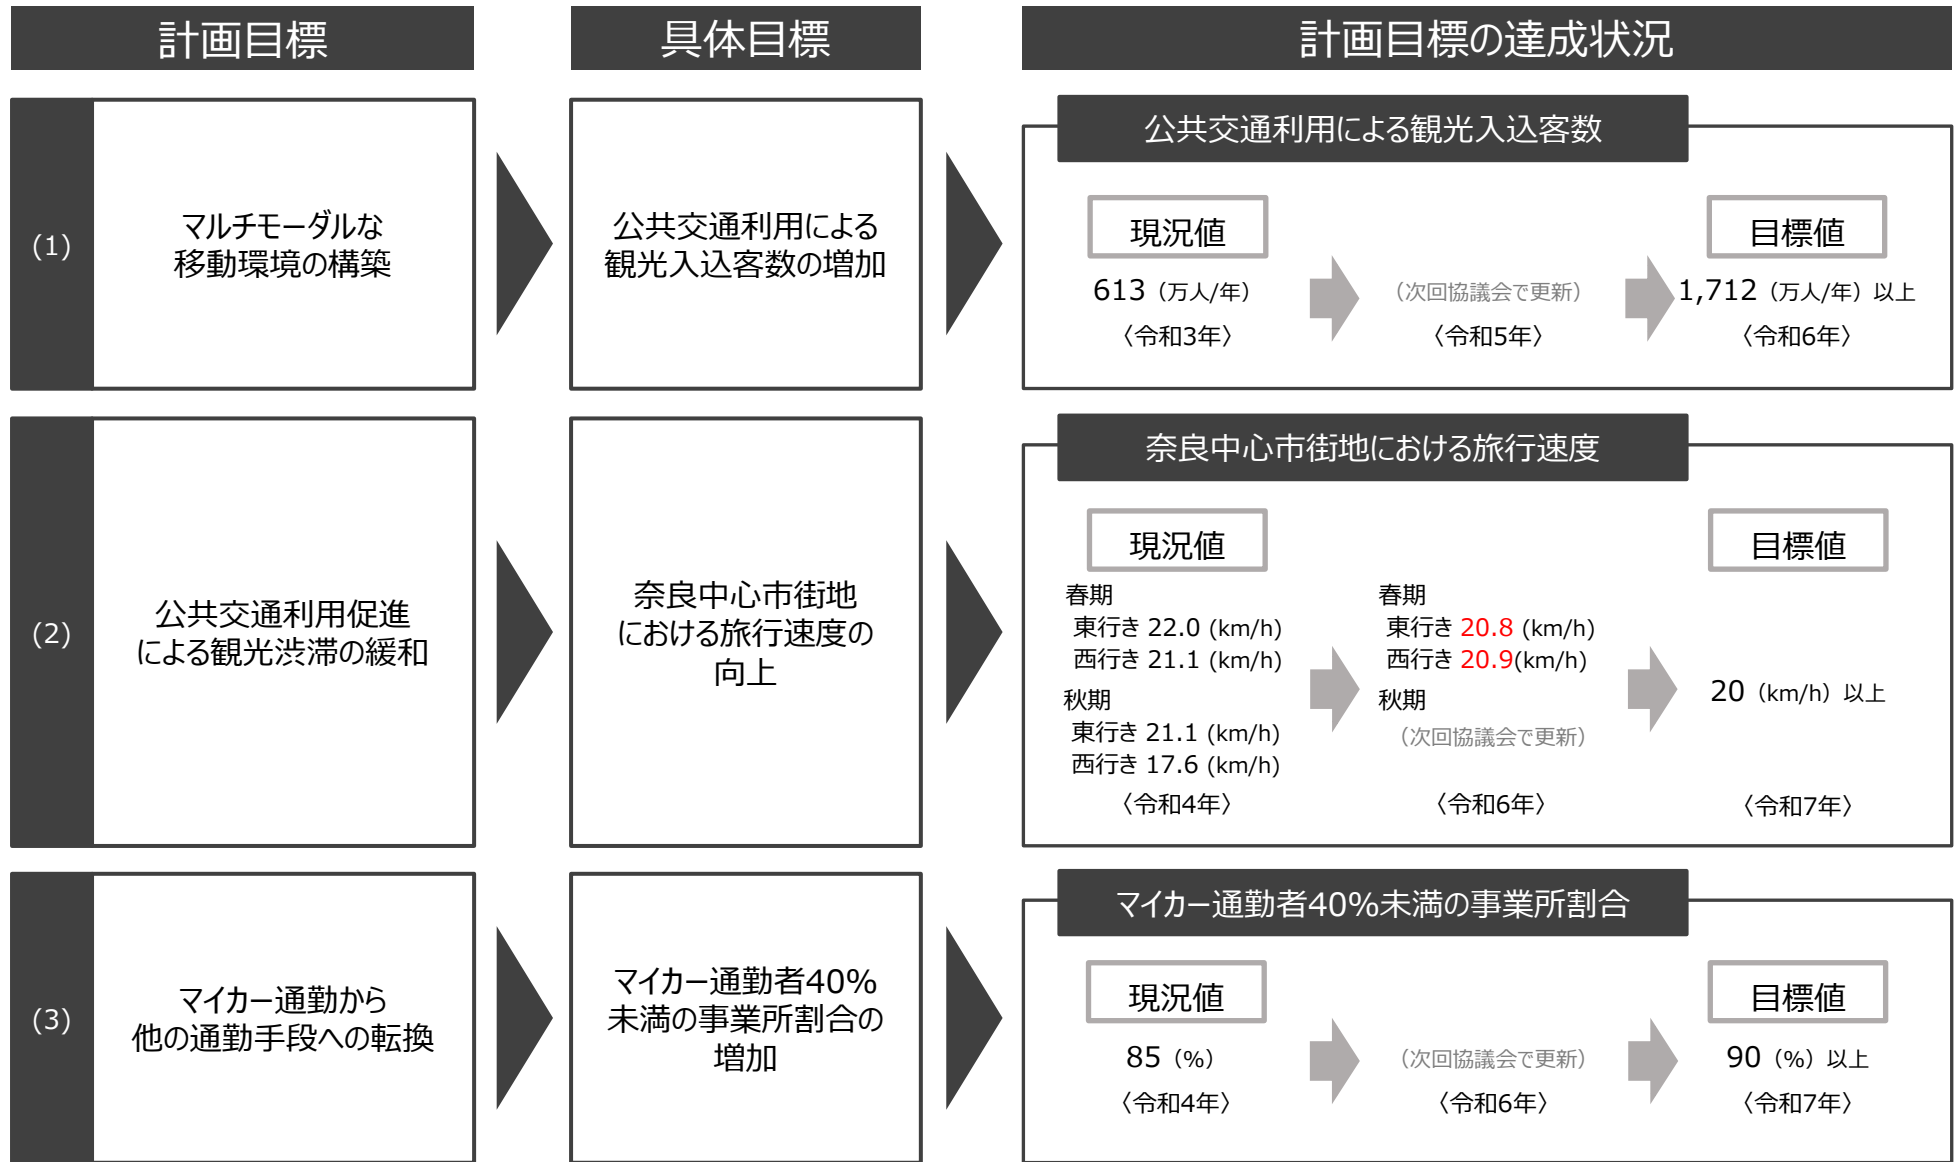 計画目標
具体目標
計画目標の達成状況
(1)
マルチモーダルな
移動環境の構築
公共交通利用による
観光入込客数の増加
公共交通利用による観光入込客数
現況値
613（万人/年）
〈令和3年〉
（次回協議会で更新）
〈令和5年〉
目標値
1,712（万人/年）以上
〈令和6年〉
(2)
公共交通利用促進
による観光渋滞の緩和
奈良中心市街地
における旅行速度の
向上
奈良中心市街地における旅行速度
現況値
春期
東行き 22.0 (km/h)
西行き 21.1 (km/h)
秋期
東行き 21.1 (km/h)
西行き 17.6 (km/h)
〈令和4年〉
春期
東行き 20.8 (km/h)
西行き 20.9(km/h)
秋期
（次回協議会で更新）
〈令和6年〉
目標値
20（km/h）以上
〈令和7年〉
(3)
マイカー通勤から
他の通勤手段への転換
マイカー通勤者40%
未満の事業所割合の
増加
マイカー通勤者40%未満の事業所割合
現況値
85（%）
〈令和4年〉
（次回協議会で更新）
〈令和6年〉
目標値
90（%）以上
〈令和7年〉